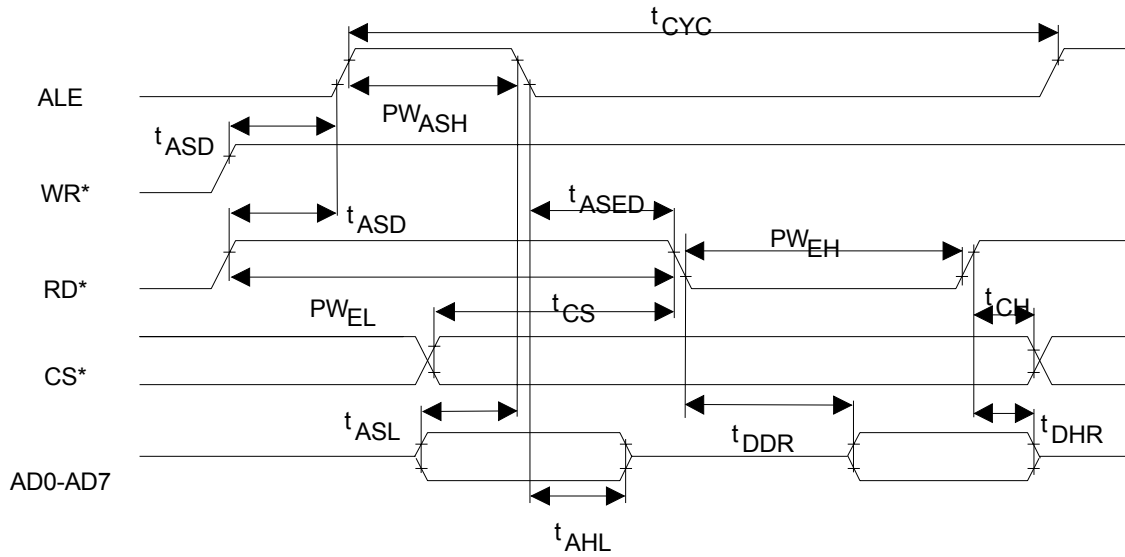 tCYC
ALE
PWASH
tASD
WR*
tASED
tASD
PWEH
RD*
tCS
tCH
PWEL
CS*
tASL
tDDR
tDHR
AD0-AD7
tAHL